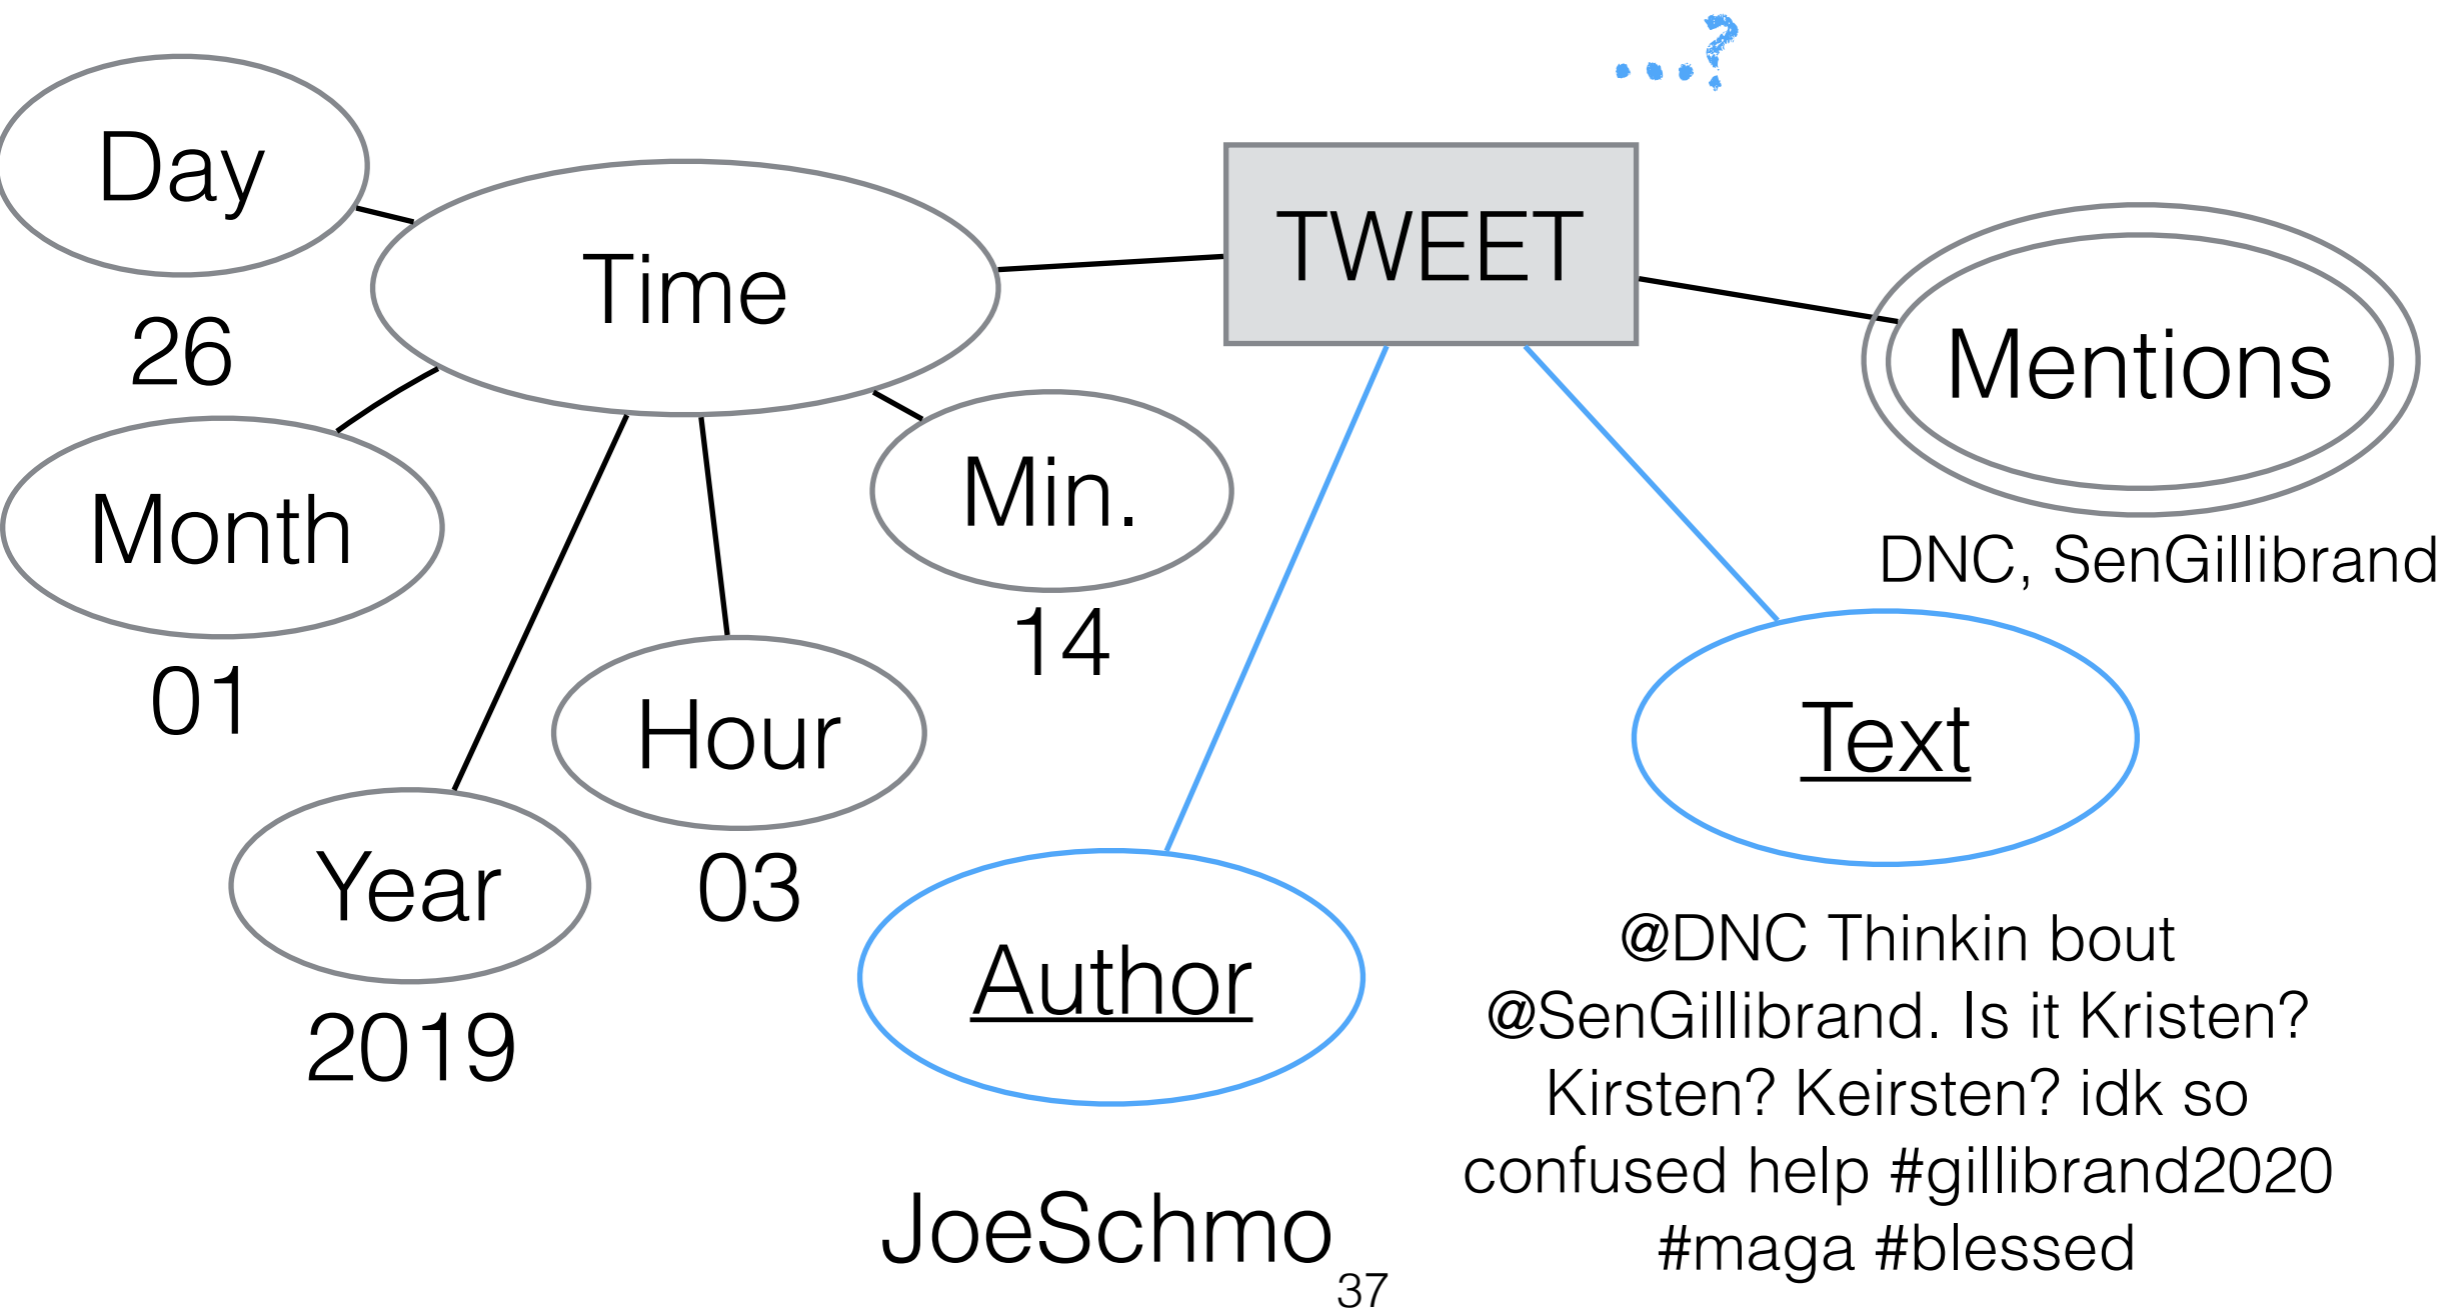 ...?
Day
26
Time
TWEET
Mentions
DNC, SenGillibrand
Month
01
Min.
14
Year
2019
Hour
03
Author
JoeSchmo
Text
@DNC Thinkin bout
@SenGillibrand. Is it Kristen?
Kirsten? Keirsten? idk so
confused help #gillibrand2020
#maga #blessed
37